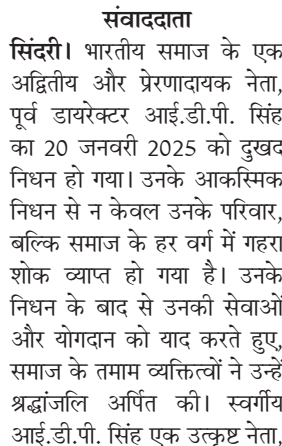 संवाददाता
सिंदरी। भारतीय समाज के एक
अद्वितीय और प्रेरणादायक नेता,
पूर्व डायरेक्टर आई.डी.पी. सिंह
का 20 जनवरी 2025 को दुखद
निधन हो गया। उनके आकस्मिक
निधन से न केवल उनके परिवार,
बल्कि समाज के हर वर्ग में गहरा
शोक व्याप्त हो गया है। उनके
निधन के बाद से उनकी सेवाओं
और योगदान को याद करते हुए,
समाज के तमाम व्यक्तित्वों ने उन्हें
श्रद्धांजलि अर्पित की। स्वर्गीय
आई.डी.पी. सिंह एक उत्कृष्ट नेता,